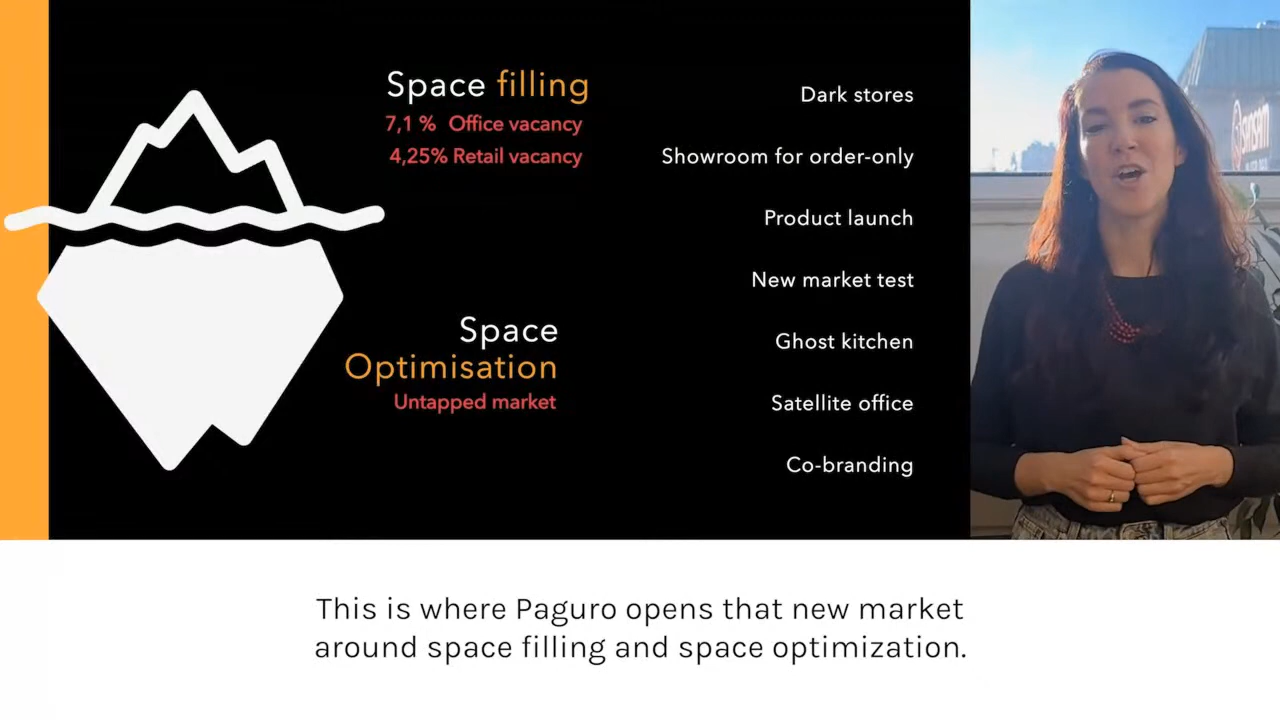 Space filling
7,1 % Office vacancy
4,25% Retail vacancy
Space
Optimisation
Untapped market
Dark stores
Showroom for order-only
Product launch
New market test
Ghost kitchen
Satellite office
Co-branding
This is where Paguro opens that new market
around space filling and space optimization.